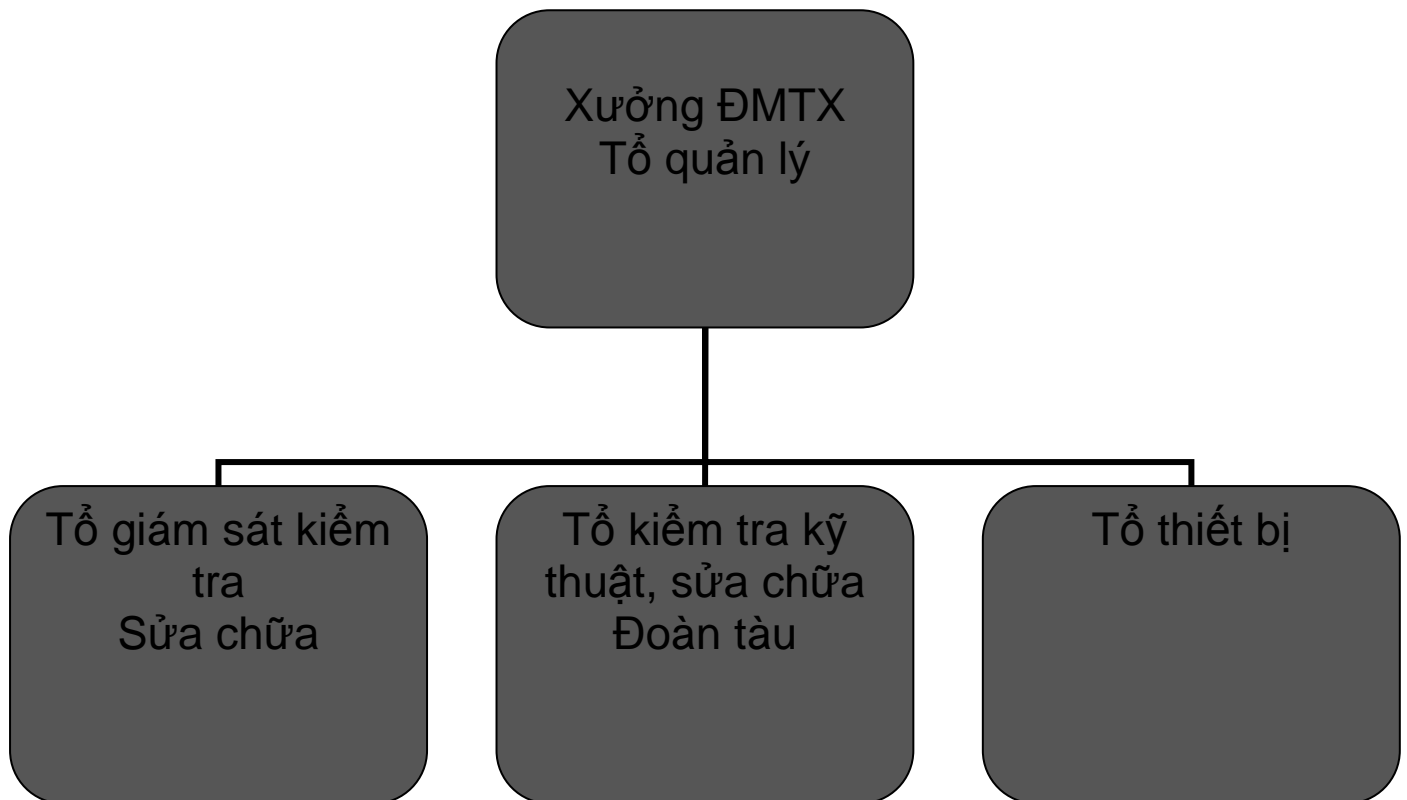 Xưởng ĐMTX
Tổ quản lý
Tổ giám sát kiểm
tra
Sửa chữa
Tổ kiểm tra kỹ
thuật, sửa chữa
Đoàn tàu
Tổ thiết bị